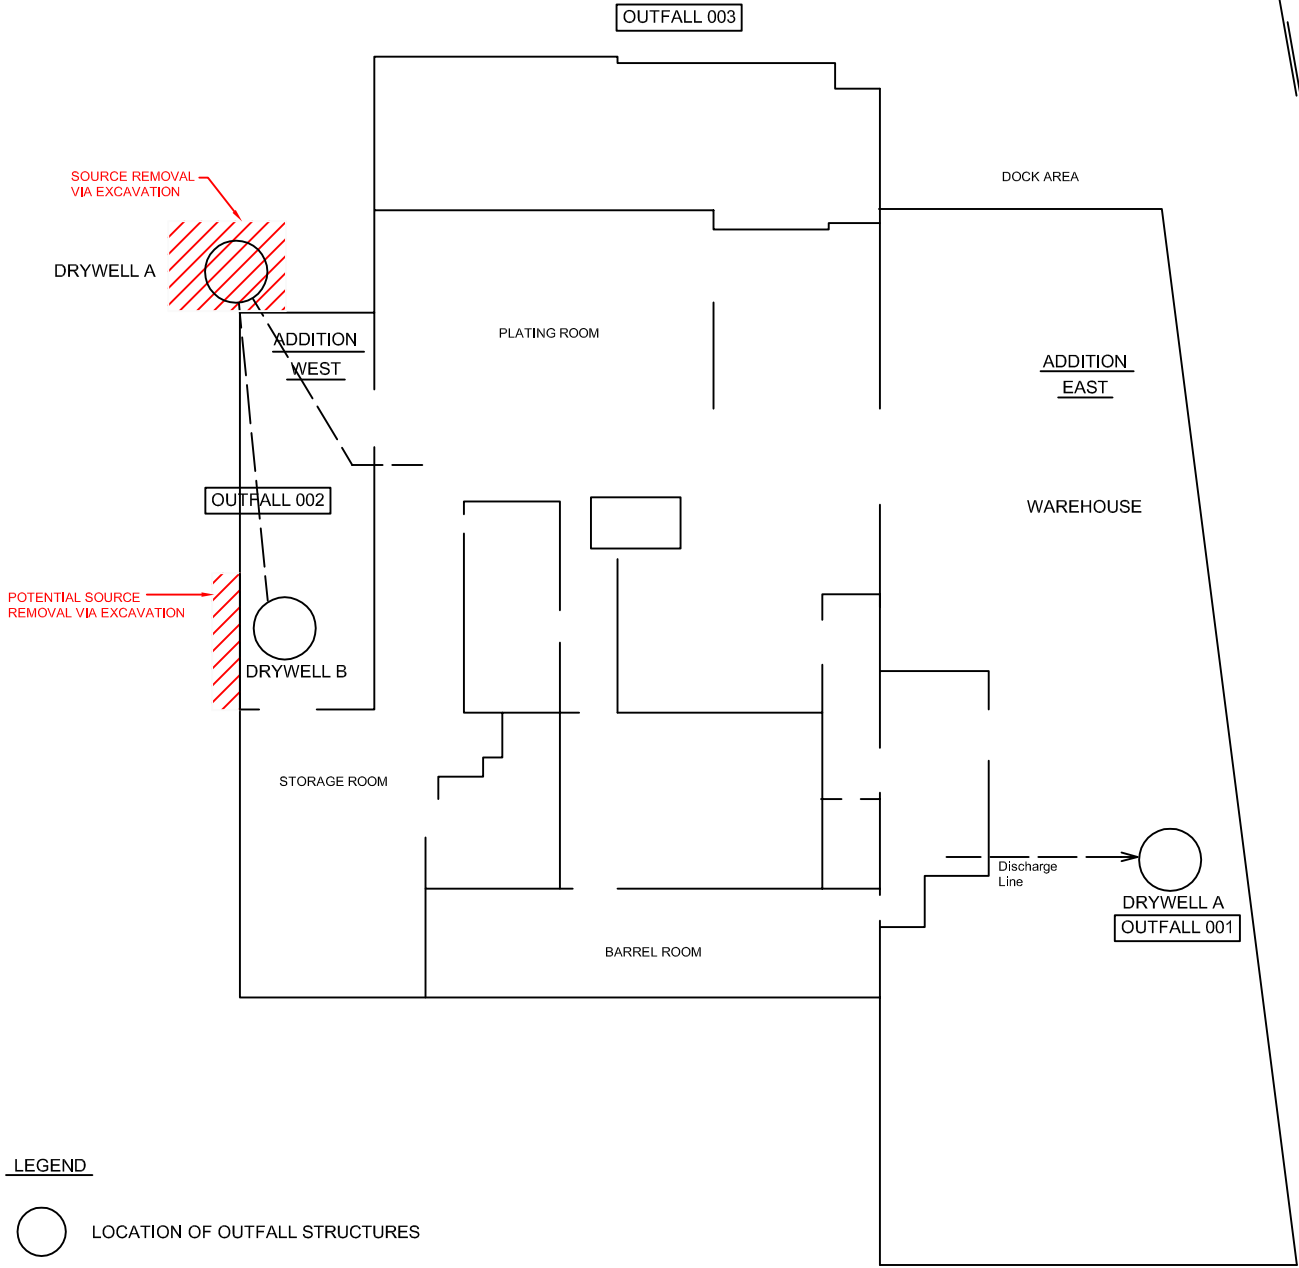 OUTFALL 003
SOURCE REMOVAL
VIA EXCAVATION
DOCK AREA
DRYWELL A
PLATING ROOM
ADDITION
WEST
ADDITION
EAST
OUTFALL 002
WAREHOUSE
POTENTIAL SOURCE
REMOVAL VIA EXCAVATION
DRYWELL B
STORAGE ROOM
Discharge
Line
DRYWELL A
OUTFALL 001
BARREL ROOM
LEGEND
LOCATION OF OUTFALL STRUCTURES